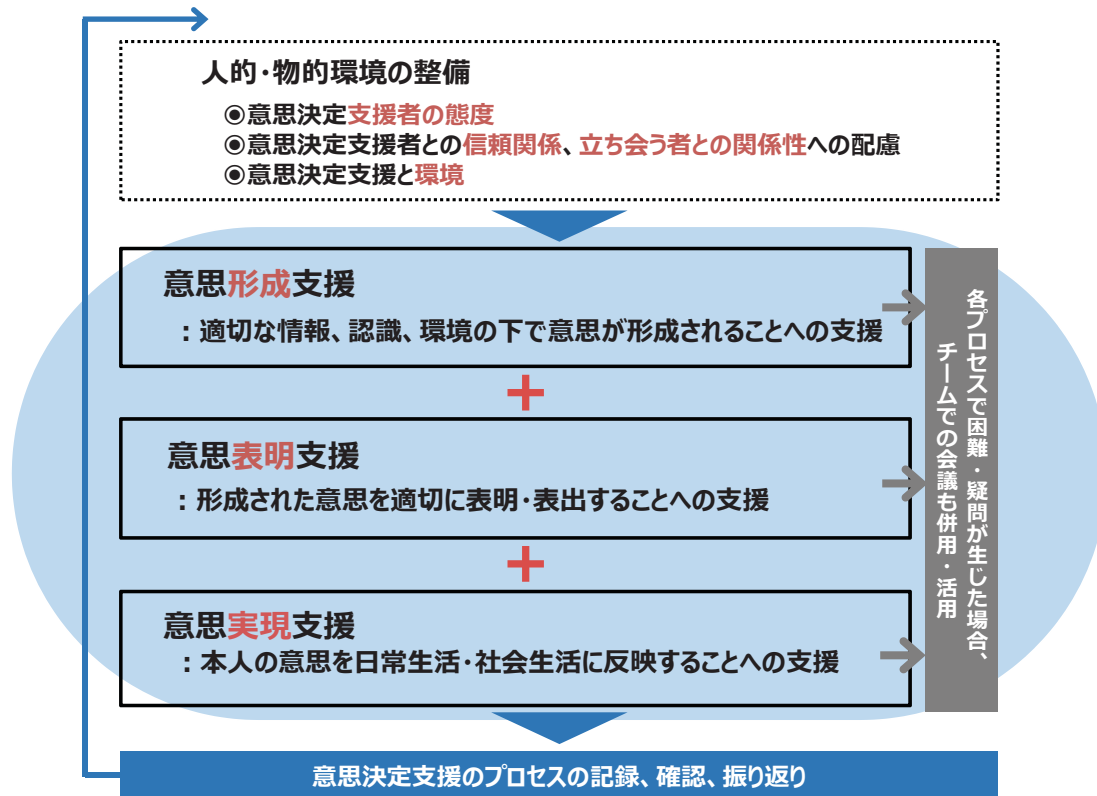 人的・物的環境の整備
◉意思決定支援者の態度
◉意思決定支援者との信頼関係、立ち会う者との関係性への配慮
◉意思決定支援と環境
意思形成支援
：適切な情報、認識、環境の下で意思が形成されることへの支援
+
意思表明支援
：形成された意思を適切に表明・表出することへの支援
+
意思実現支援
：本人の意思を日常生活・社会生活に反映することへの支援
各プロセスで困難・疑問が生じた場合、
チームでの会議も併用・活用
意思決定支援のプロセスの記録、確認、振り返り